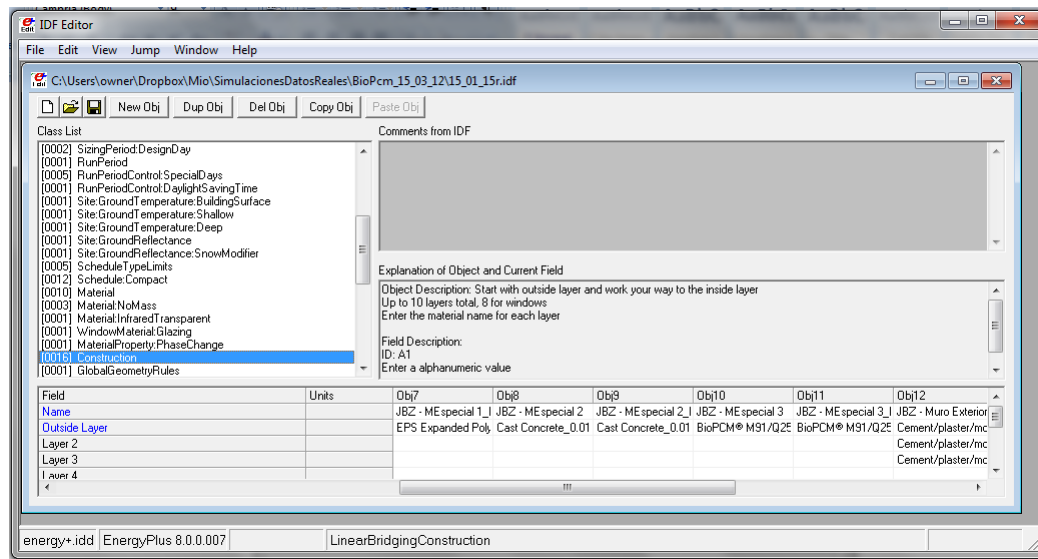 IDF Editor
File Edit View Jump Window Help
C:\Users\owner\Dropbox\Mio\SimulacionesDatosReales\BioPcm_15_03_12\15_01_15r.idf
New Obj Dup Obj Del Obj Copy Obj Paste Obj
Class List
Comments from IDF
[0002] SizingPeriod:DesignDay
[0001] RunPeriod
[0005] RunPeriodControl:SpecialDays
[0001] RunPeriodControl:DaylightSavingTime
[0001] Site:GroundTemperature:BuildingSurface
[0001] Site:GroundTemperature:Shallow
[0001] Site:GroundTemperature:Deep
[0001] Site:GroundReflectance
[0001] Site:GroundReflectance:SnowModifier
[0005] ScheduleTypeLimits
[0012] Schedule:Compact
[0010] Material
[0003] Material:NoMass
[0001] Material:InfraredTransparent
[0001] WindowMaterial:Glazing
[0001] MaterialProperty:PhaseChange
[0016] Construction
[0001] GlobalGeometryRules
Explanation of Object and Current Field
Object Description: Start with outside layer and work your way to the inside layer
Up to 10 layers total, 8 for windows
Enter the material name for each layer
Field Description:
ID: A1
Enter a alphanumeric value
Field Units Obj7 Obj8 Obj9 Obj10 Obj11 Obj12
Name JBZ - MEspecial 1_ JBZ - MEspecial 2 JBZ - MEspecial 2_ JBZ - MEspecial 3 JBZ - MEspecial 3_ JBZ - Muro Exterior
Outside Layer EPS Expanded Pol Cast Concrete_0.01 Cast Concrete_0.01 BioPCM® M91/Q25 BioPCM® M91/Q25 Cement/plaster/mc
Layer 2 Cement/plaster/mc
Layer 3 Cement/plaster/mc
Layer 4
energy+.idd EnergyPlus 8.0.0.007 LinearBridgingConstruction